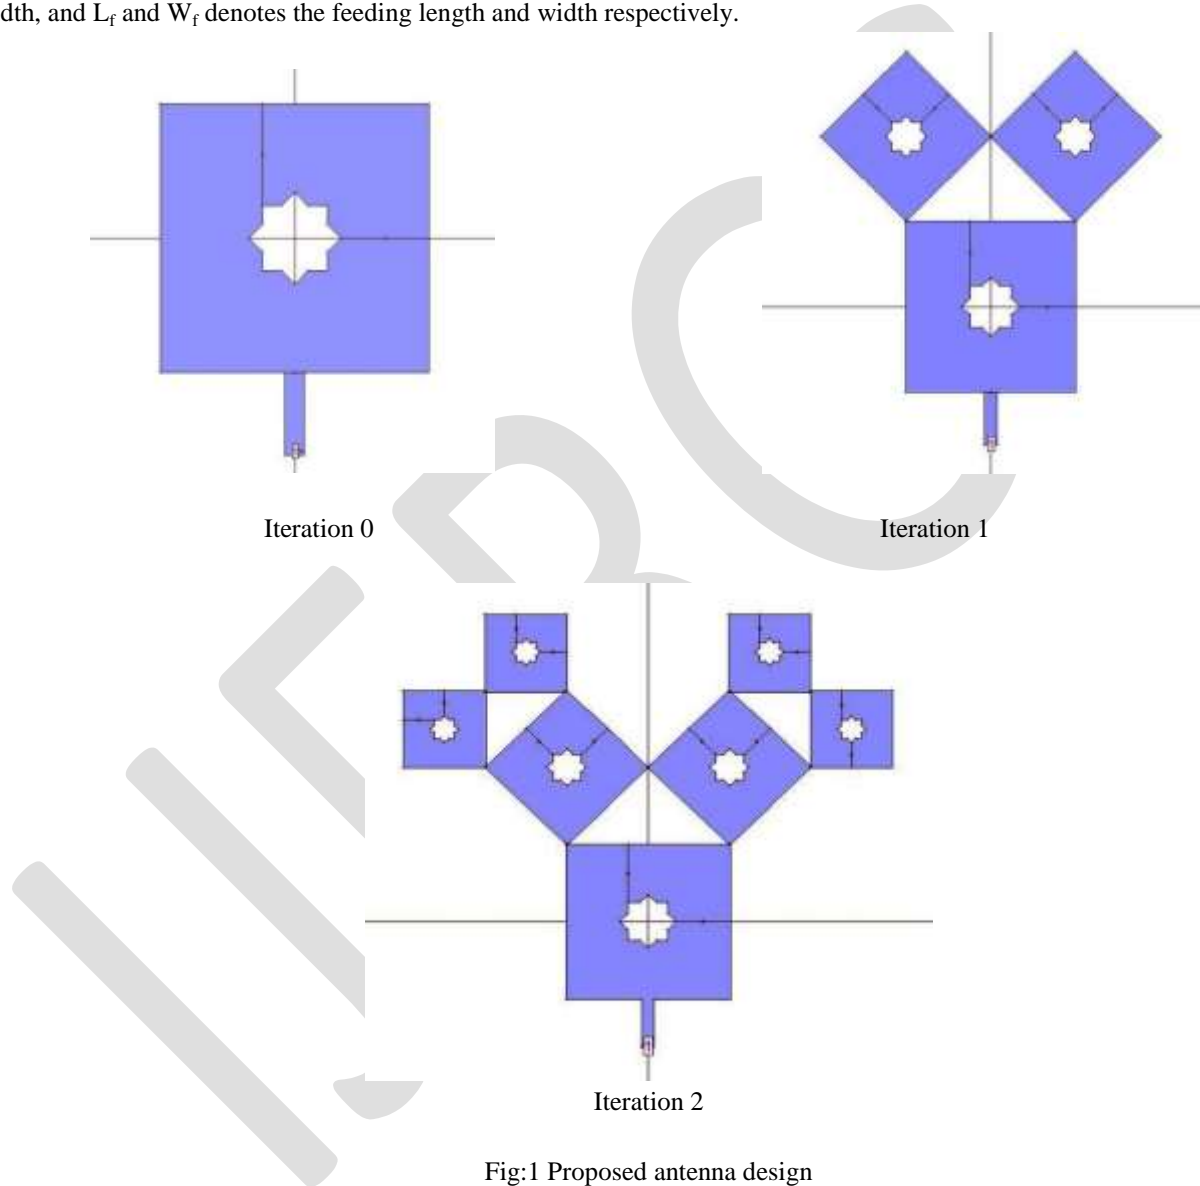 dth, and Lf and Wf denotes the feeding length and width respectively.
Iteration 0
Iteration 1
Iteration 2
Fig:1 Proposed antenna design